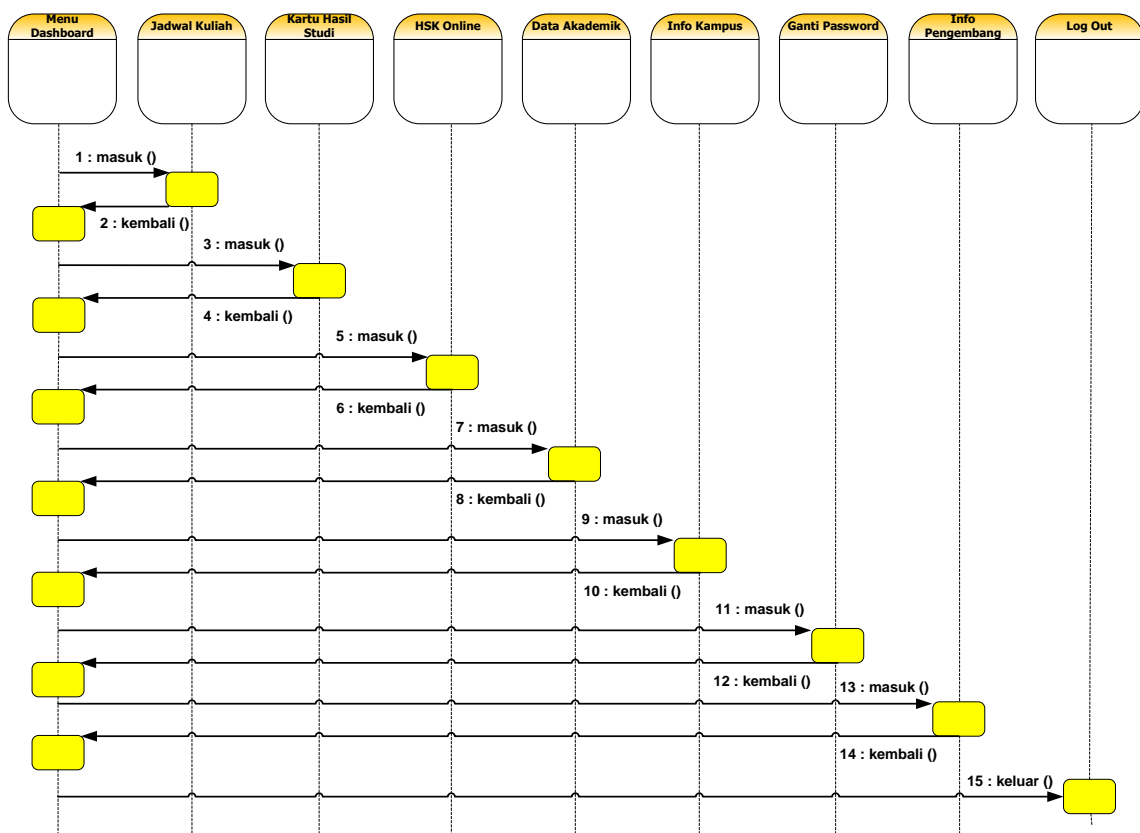 Menu
Dashboard
Jadwal Kuliah
Kartu Hasil
Studi
HSK Online
Data Akademik
Info Kampus
Ganti Password
Info
Pengembang
Log Out
1 : masuk ()
2 : kembali ()
3 : masuk ()
4 : kembali ()
5 : masuk ()
6 : kembali ()
7 : masuk ()
8 : kembali ()
9 : masuk ()
10 : kembali ()
11 : masuk ()
12 : kembali ()
13 : masuk ()
14 : kembali ()
15 : keluar ()